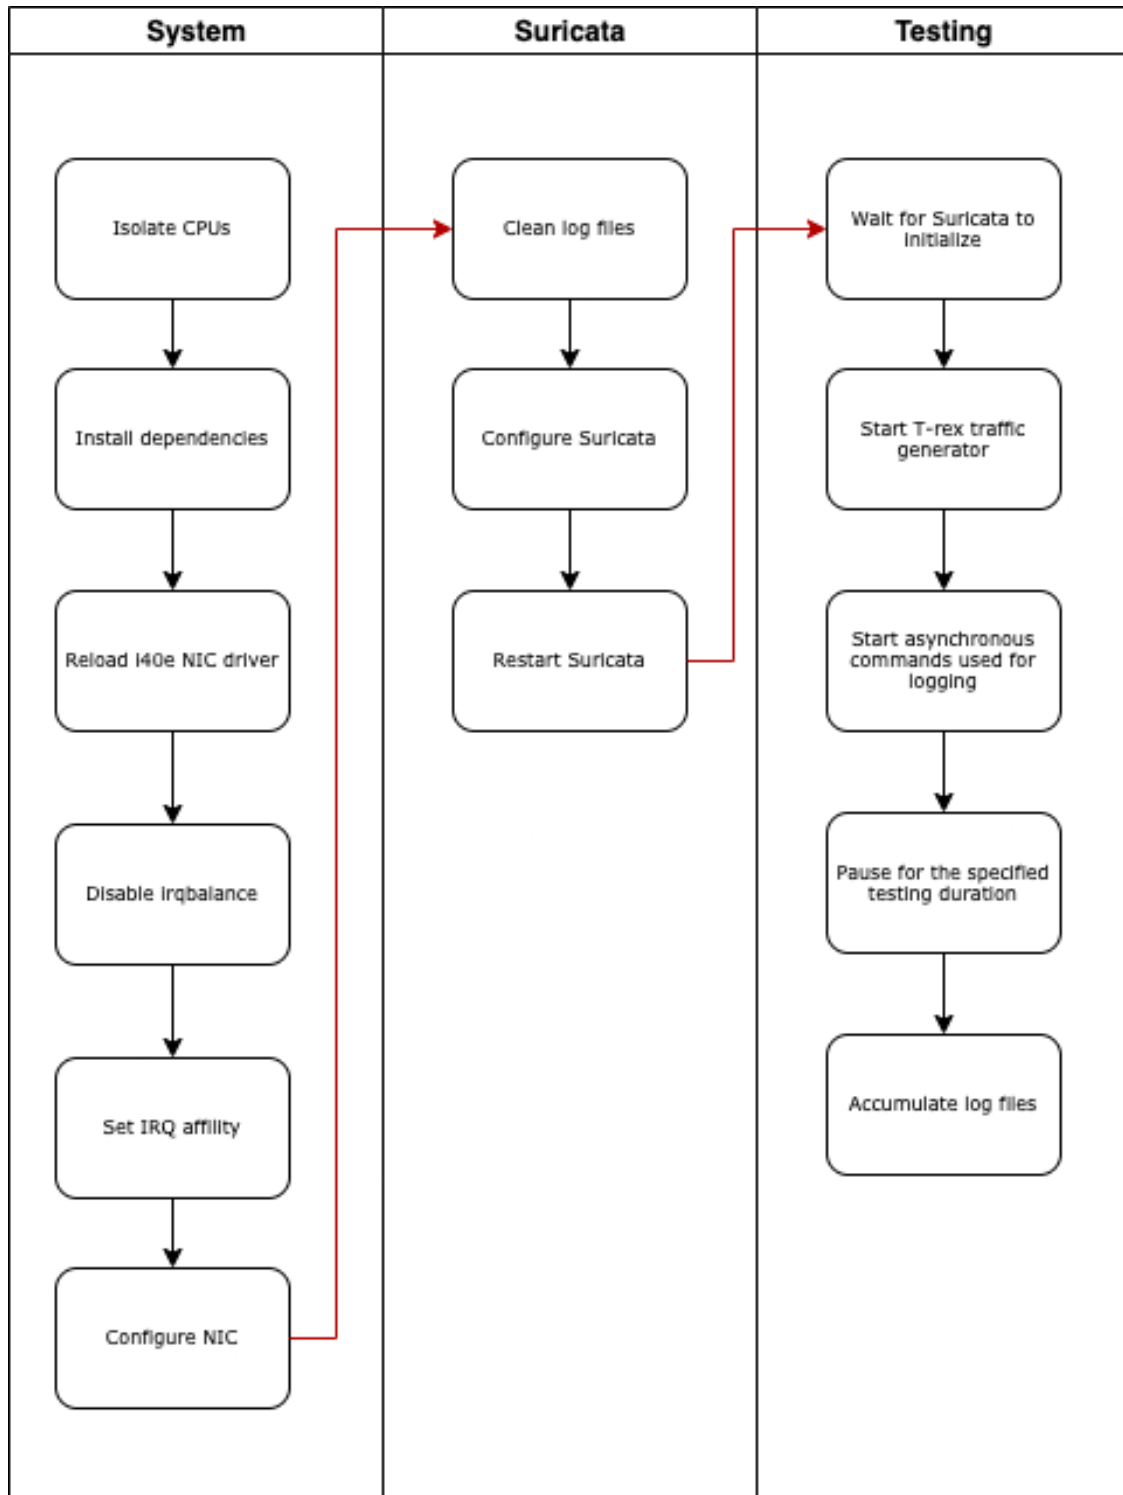 System
Suricata
Testing
Isolate CPUs
Install dependencies
Reload i40e NIC driver
Disable irqbalance
Set IRQ affility
Configure NIC
Clean log files
Configure Suricata
Restart Suricata
Wait for Suricata to
initialize
Start T-rex traffic
generator
Start asynchronous
commands used for
logging
Pause for the specified
testing duration
Accumulate log files